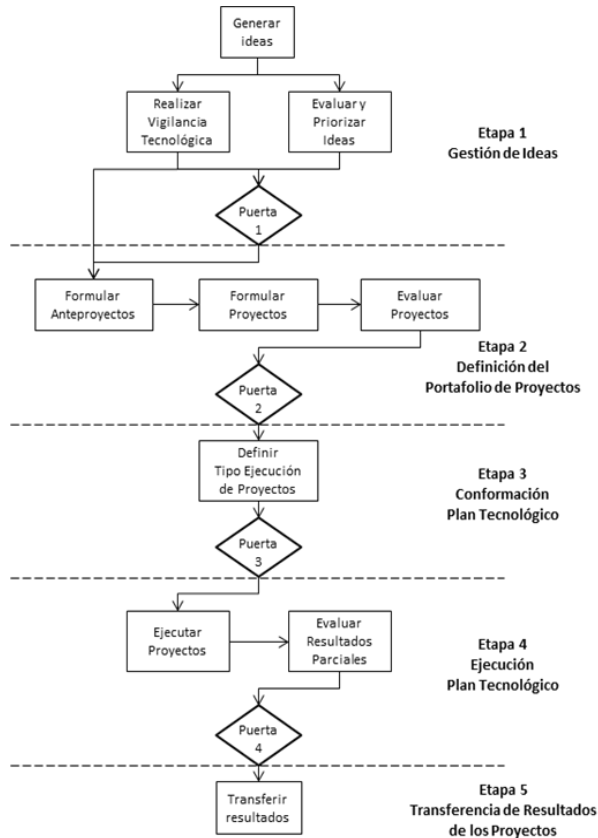 Generar
ideas
Realizar
Vigilancia
Tecnológica
Evaluar y
Priorizar
Ideas
Etapa 1
Gestión de Ideas
Puerta
1
Formular
Anteproyectos
Formular
Proyectos
Evaluar
Proyectos
Etapa 2
Definición del
Portafolio de Proyectos
Puerta
2
Definir
Tipo Ejecución
de Proyectos
Etapa 3
Conformación
Plan Tecnológico
Puerta
3
Ejecutar
Proyectos
Evaluar
Resultados
Parciales
Etapa 4
Ejecución
Plan Tecnológico
Puerta
4
Transferir
resultados
Etapa 5
Transferencia de Resultados
de los Proyectos